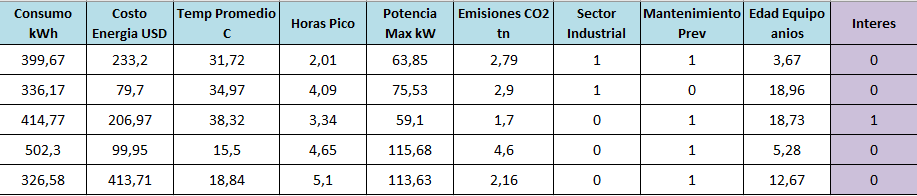 Consumo kWh Costo Energia USD Temp Promedio C Horas Pico Potencia Max kW Emisiones CO2 tn Sector Industrial Mantenimiento Prev Edad Equipo anios Interes
399,67 233,2 31,72 2,01 63,85 2,79 1 1 3,67 0
336,17 79,7 34,97 4,09 75,53 2,9 1 0 18,96 0
414,77 206,97 38,32 3,34 59,1 1,7 0 1 18,73 1
502,3 99,95 15,5 4,65 115,68 4,6 0 1 5,28 0
326,58 413,71 18,84 5,1 113,63 2,16 0 1 12,67 0